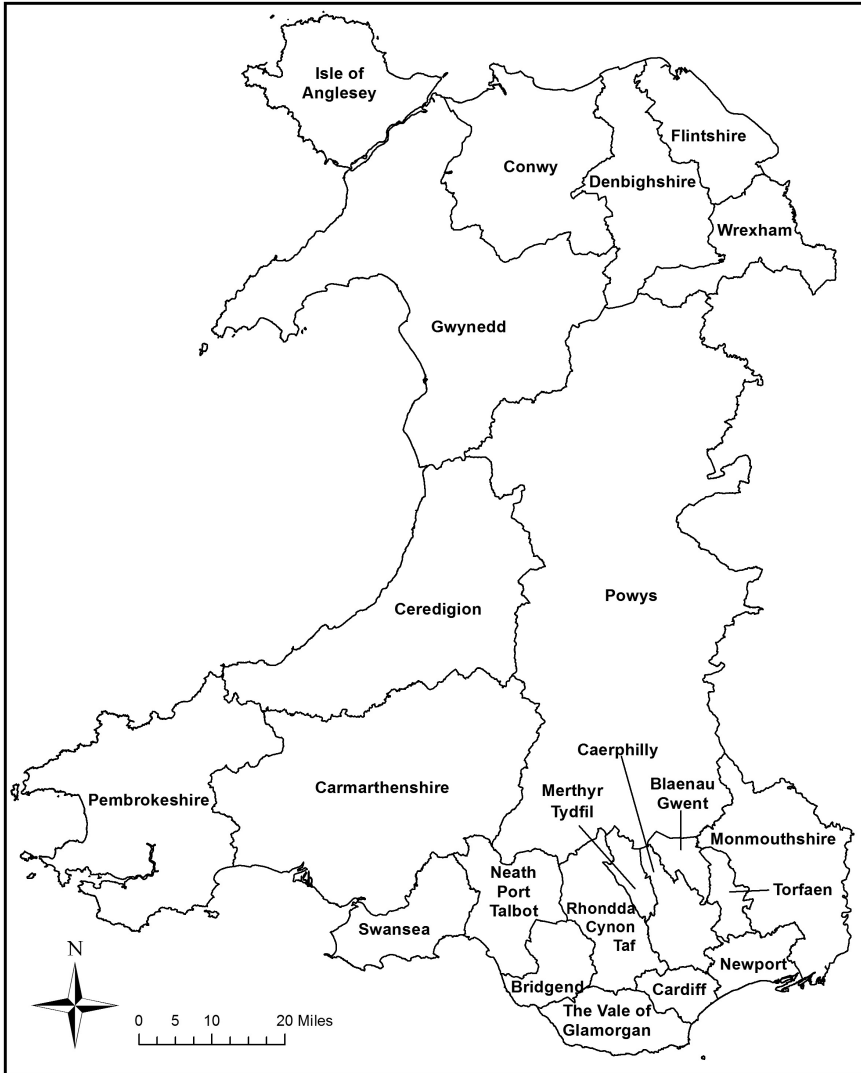 Isle of
Anglesey
Flintshire
Conwy
Denbighshire
Wrexham
Gwynedd
Powys
Ceredigion
Caerphilly
Merthyr
Tydfil
Blaenau
Gwent
Carmarthenshire
Pembrokeshire
Monmouthshire
Neath
Port
Talbot
Torfaen
Rhondda
Cynon
Taf
Swansea
Newport
Bridgend
Cardiff
The Vale of
Glamorgan
N
0 5 10 20 Miles